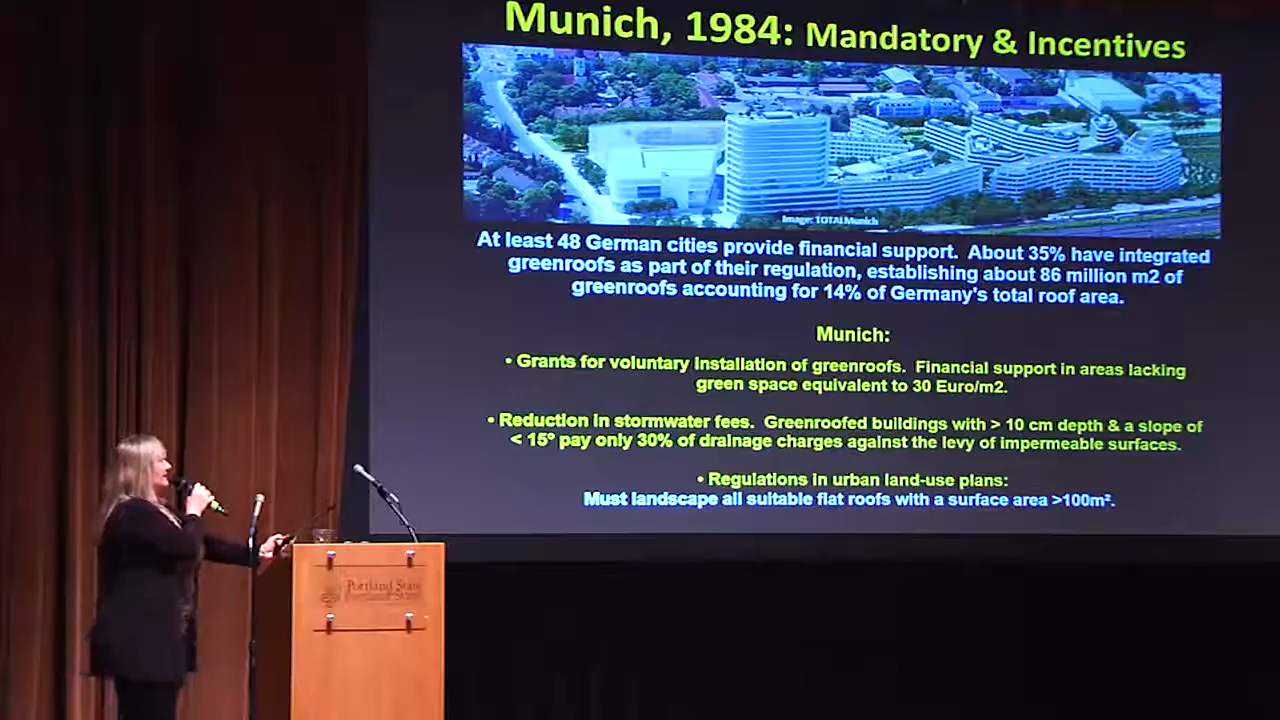 Munich, 1984: Mandatory & Incentives
Image: TOTALMunich
At least 48 German cities provide financial support. About 35% have integrated
greenroofs as part of their regulation, establishing about 86 million m2 of
greenroofs accounting for 14% of Germany's total roof area.
Munich:
• Grants for voluntary installation of greenroofs. Financial support in areas lacking
green space equivalent to 30 Euro/m2.
• Reduction in stormwater fees. Greenroofed buildings with > 10 cm depth & a slope of
< 15º pay only 30% of drainage charges against the levy of impermeable surfaces.
• Regulations in urban land-use plans:
Must landscape all suitable flat roofs with a surface area >100m².
Portland State